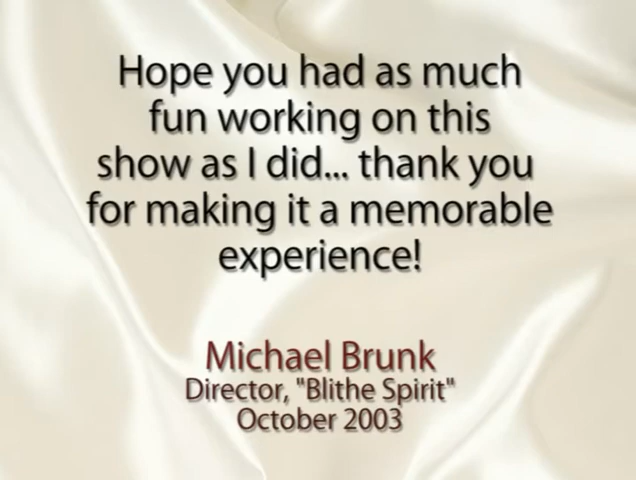 Hope you had as much
fun working on this
show as I did... thank you
for making it a memorable
experience!
Michael Brunk
Director, "Blithe Spirit"
October 2003